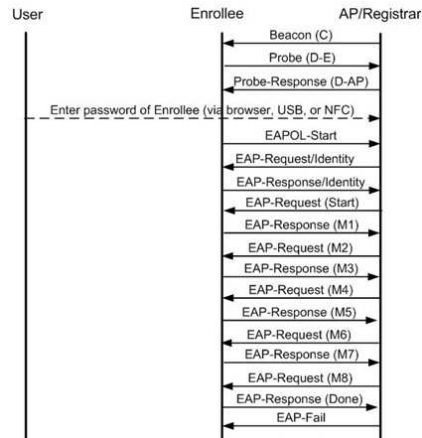 User Enrollee AP/Registrar
Beacon (C)
Probe (D-E)
Probe-Response (D-AP)
Enter password of Enrollee (via browser, USB, or NFC)
EAPOL-Start
EAP-Request/Identity
EAP-Response/Identity
EAP-Request (Start)
EAP-Response (M1)
EAP-Request (M2)
EAP-Response (M3)
EAP-Request (M4)
EAP-Response (M5)
EAP-Request (M6)
EAP-Response (M7)
EAP-Request (M8)
EAP-Response (Done)
EAP-Fail